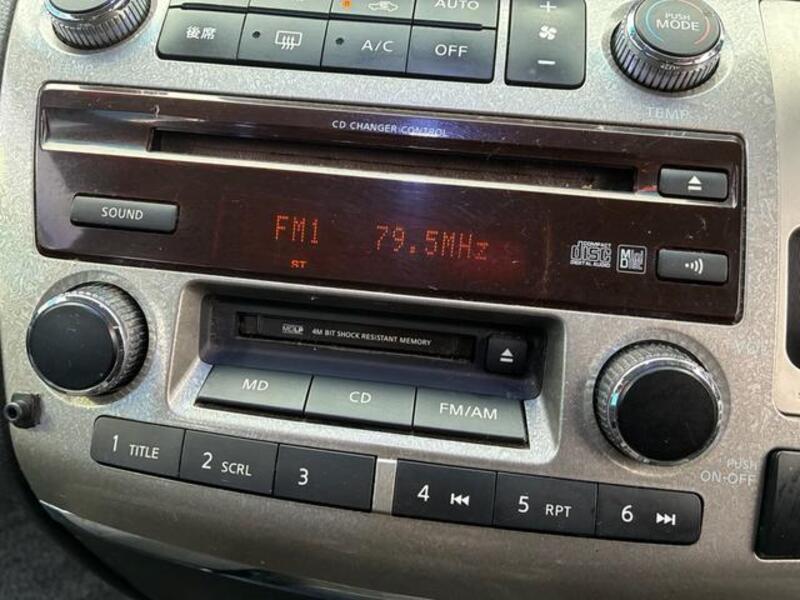 AUTO
後席
A/C
OFF
+
−
PUSH
MODE
TEMP
CD CHANGER CONTROL
SOUND
FM1 79.5MHz
ST
COMPACT
disc
DIGITAL AUDIO
MD
MDLP
4M BIT SHOCK RESISTANT MEMORY
MD
CD
FM/AM
1 TITLE
2 SCRL
3
4
5 RPT
6
PUSH
ON-OFF